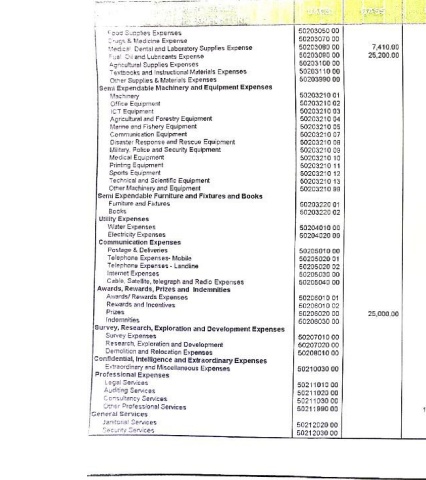 Food Supplies Expenses 50203050 00
Drugs & Medicine Expense 50203070 00
Medical, Dental and Laboratory Supplies Expense 50203080 00 7,410.00
Fuel, Oil and Lubricants Expense 50203090 00 25,200.00
Agricultural Supplies Expenses 50203100 00
Textbooks and Instructional Materials Expenses 50203110 00
Other Supplies & Materials Expenses 50203990 00
Semi Expendable Machinery and Equipment Expenses
Machinery 50203210 01
Office Equipment 50203210 02
ICT Equipment 50203210 03
Agricultural and Forestry Equipment 50203210 04
Marine and Fishery Equipment 50203210 05
Communication Equipment 50203210 07
Disaster Response and Rescue Equipment 50203210 08
Military, Police and Security Equipment 50203210 09
Medical Equipment 50203210 10
Printing Equipment 50203210 11
Sports Equipment 50203210 12
Technical and Scientific Equipment 50203210 13
Other Machinery and Equipment 50203210 99
Semi Expendable Furniture and Fixtures and Books
Furniture and Fixtures 50203220 01
Books 50203220 02
Utility Expenses
Water Expenses 50204010 00
Electricity Expenses 50204020 00
Communication Expenses
Postage & Deliveries 50205010 00
Telephone Expenses- Mobile 50205020 01
Telephone Expenses - Landline 50205020 02
Internet Expenses 50205030 00
Cable, Satellite, telegraph and Radio Expenses 50205040 00
Awards, Rewards, Prizes and Indemnities
Awards/ Rewards Expenses 50206010 01
Rewards and Incentives 50206010 02
Prizes 50206020 00 25,000.00
Indemnities 50206030 00
Survey, Research, Exploration and Development Expenses
Survey Expenses 50207010 00
Research, Exploration and Development 50207020 00
Demolition and Relocation Expenses 50208010 00
Confidential, Intelligence and Extraordinary Expenses
Extraordinary and Miscellaneous Expenses 50210030 00
Professional Expenses
Legal Services 50211010 00
Auditing Services 50211020 00
Consultancy Services 50211030 00
Other Professional Services 50211990 00 1
General Services
Janitorial Services 50212020 00
Security Services 50212030 00